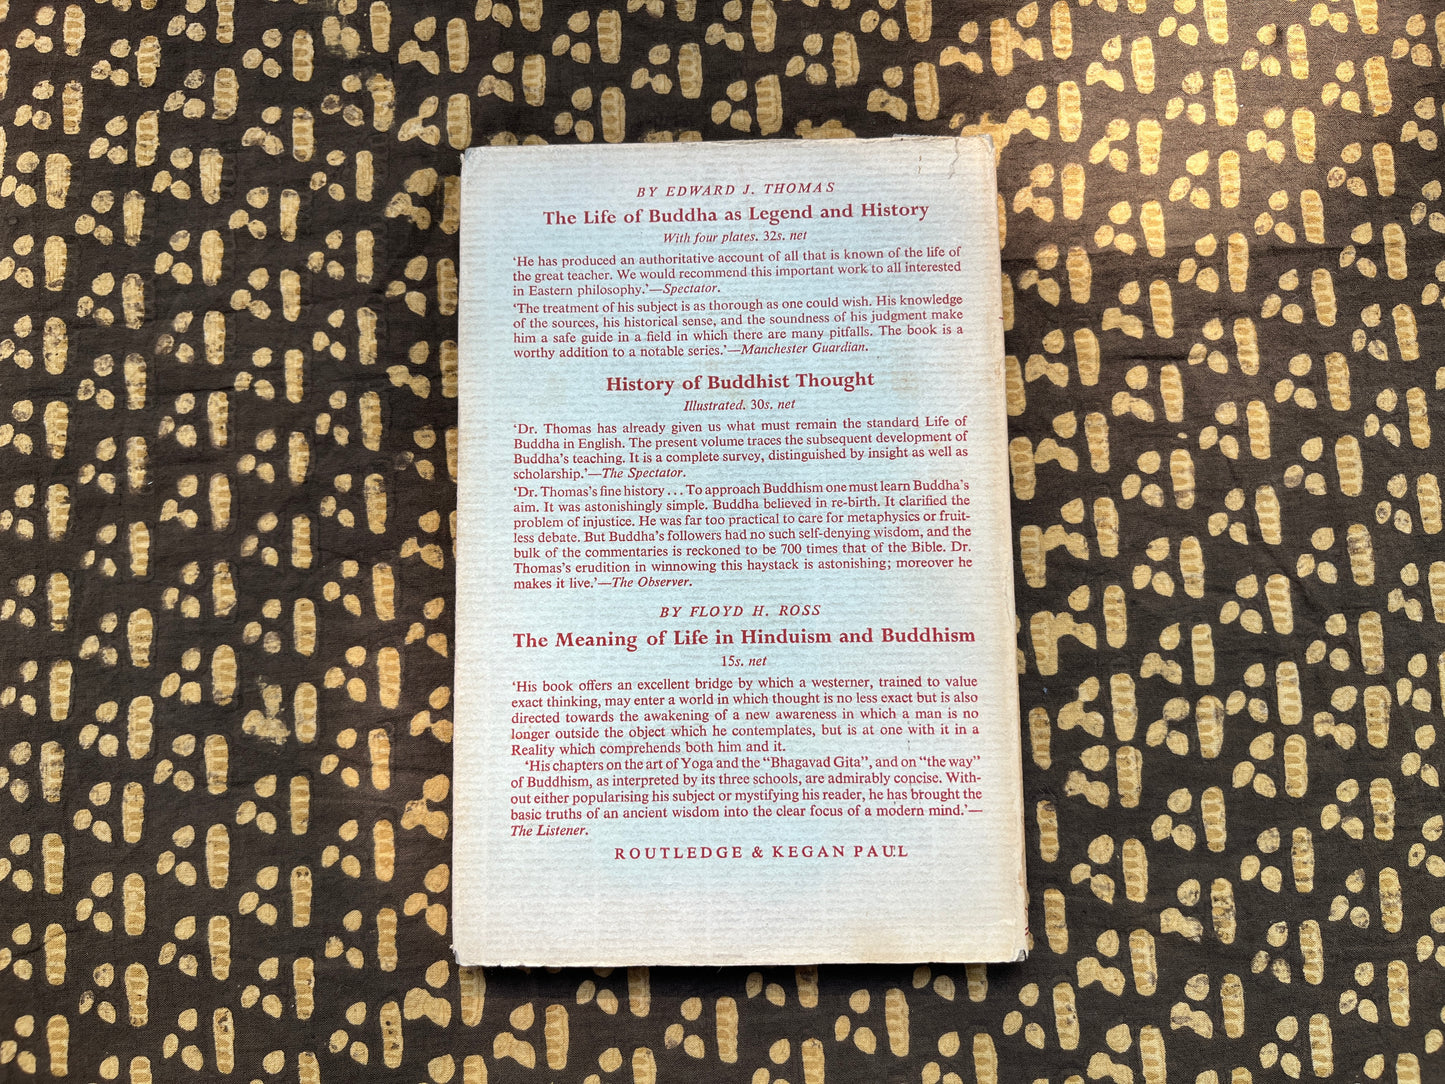 BY EDWARD J. THOMAS
The Life of Buddha as Legend and History
With four plates. 32s. net
‘He has produced an authoritative account of all that is known of the life of
the great teacher. We would recommend this important work to all interested
in Eastern philosophy.’—Spectator.
‘The treatment of his subject is as thorough as one could wish. His knowledge
of the sources, his historical sense, and the soundness of his judgment make
him a safe guide in a field in which there are many pitfalls. The book is a
worthy addition to a notable series.’—Manchester Guardian.
History of Buddhist Thought
Illustrated. 30s. net
‘Dr. Thomas has already given us what must remain the standard Life of
Buddha in English. The present volume traces the subsequent development of
Buddha’s teaching. It is a complete survey, distinguished by insight as well as
scholarship.’—The Spectator.
‘Dr. Thomas’s fine history . . . To approach Buddhism one must learn Buddha’s
aim. It was astonishingly simple. Buddha believed in re-birth. It clarified the
problem of injustice. He was far too practical to care for metaphysics or fruit-
less debate. But Buddha’s followers had no such self-denying wisdom, and the
bulk of the commentaries is reckoned to be 700 times that of the Bible. Dr.
Thomas’s erudition in winnowing this haystack is astonishing; moreover he
makes it live.’—The Observer.
BY FLOYD H. ROSS
The Meaning of Life in Hinduism and Buddhism
15s. net
‘His book offers an excellent bridge by which a westerner, trained to value
exact thinking, may enter a world in which thought is no less exact but is also
directed towards the awakening of a new awareness in which a man is no
longer outside the object which he contemplates, but is at one with it in a
Reality which comprehends both him and it.
‘His chapters on the art of Yoga and the “Bhagavad Gita”, and on “the way”
of Buddhism, as interpreted by its three schools, are admirably concise. With-
out either popularising his subject or mystifying his reader, he has brought the
basic truths of an ancient wisdom into the clear focus of a modern mind.’—
The Listener.
ROUTLEDGE & KEGAN PAUL